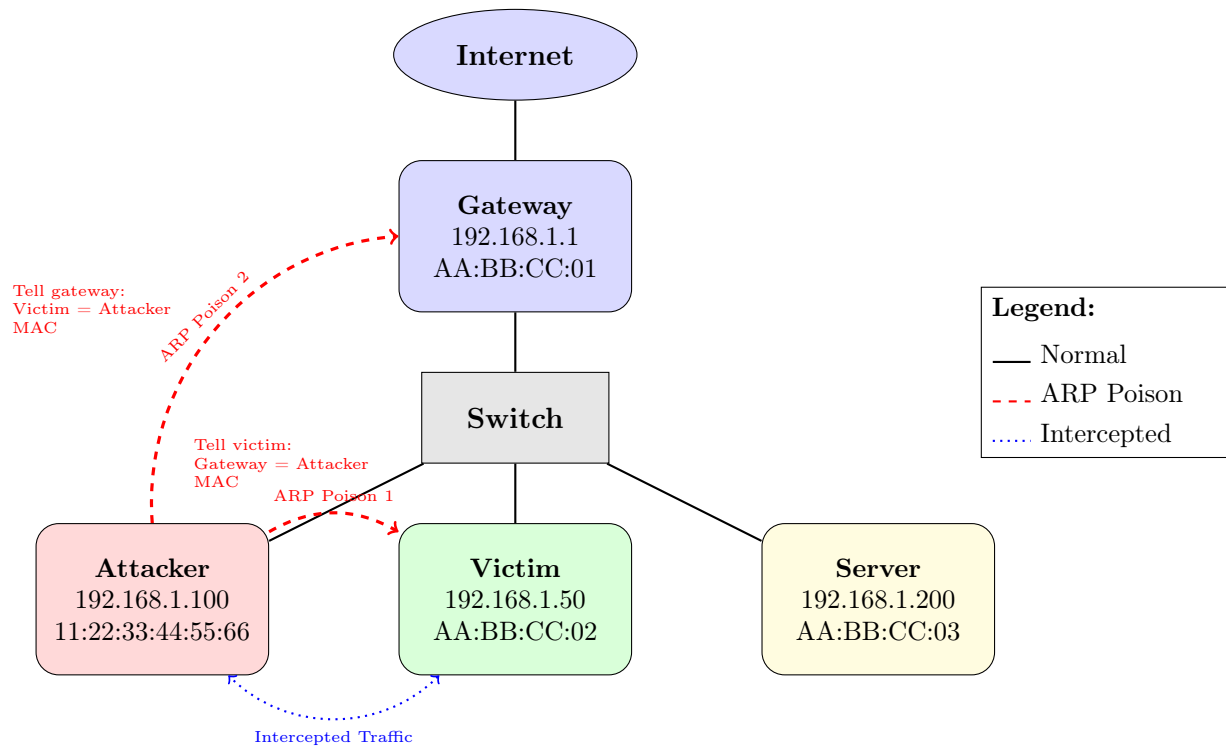 Internet
Gateway
192.168.1.1
AA:BB:CC:01
Tell gateway:
Victim = Attacker
MAC
ARP Poison 2
Legend:
Normal
ARP Poison
Intercepted
Switch
Tell victim:
Gateway = Attacker
MAC
ARP Poison 1
Attacker
192.168.1.100
11:22:33:44:55:66
Victim
192.168.1.50
AA:BB:CC:02
Server
192.168.1.200
AA:BB:CC:03
Intercepted Traffic